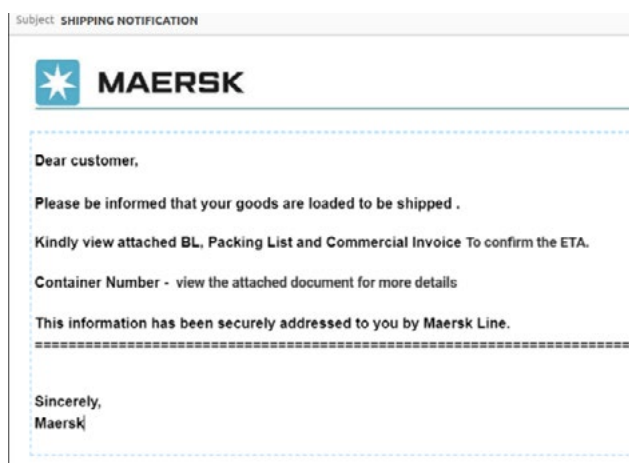 Subject SHIPPING NOTIFICATION
MAERSK
Dear customer,
Please be informed that your goods are loaded to be shipped .
Kindly view attached BL, Packing List and Commercial Invoice To confirm the ETA.
Container Number - view the attached document for more details
This information has been securely addressed to you by Maersk Line.
=======================================================================
Sincerely,
Maersk